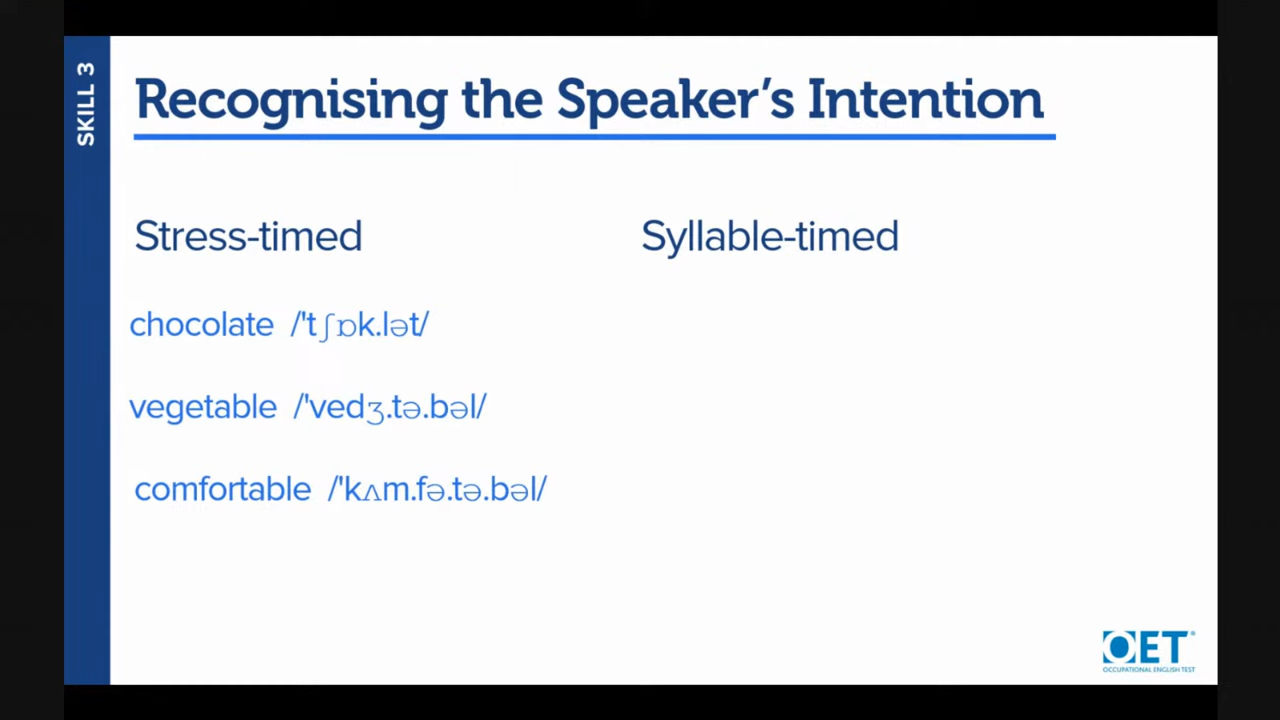 SKILL 3
Recognising the Speaker's Intention
Stress-timed
Syllable-timed
chocolate /'tʃɒk.lət/
vegetable /'vedʒ.tə.bəl/
comfortable /'kʌm.fə.tə.bəl/
OET®
OCCUPATIONAL ENGLISH TEST